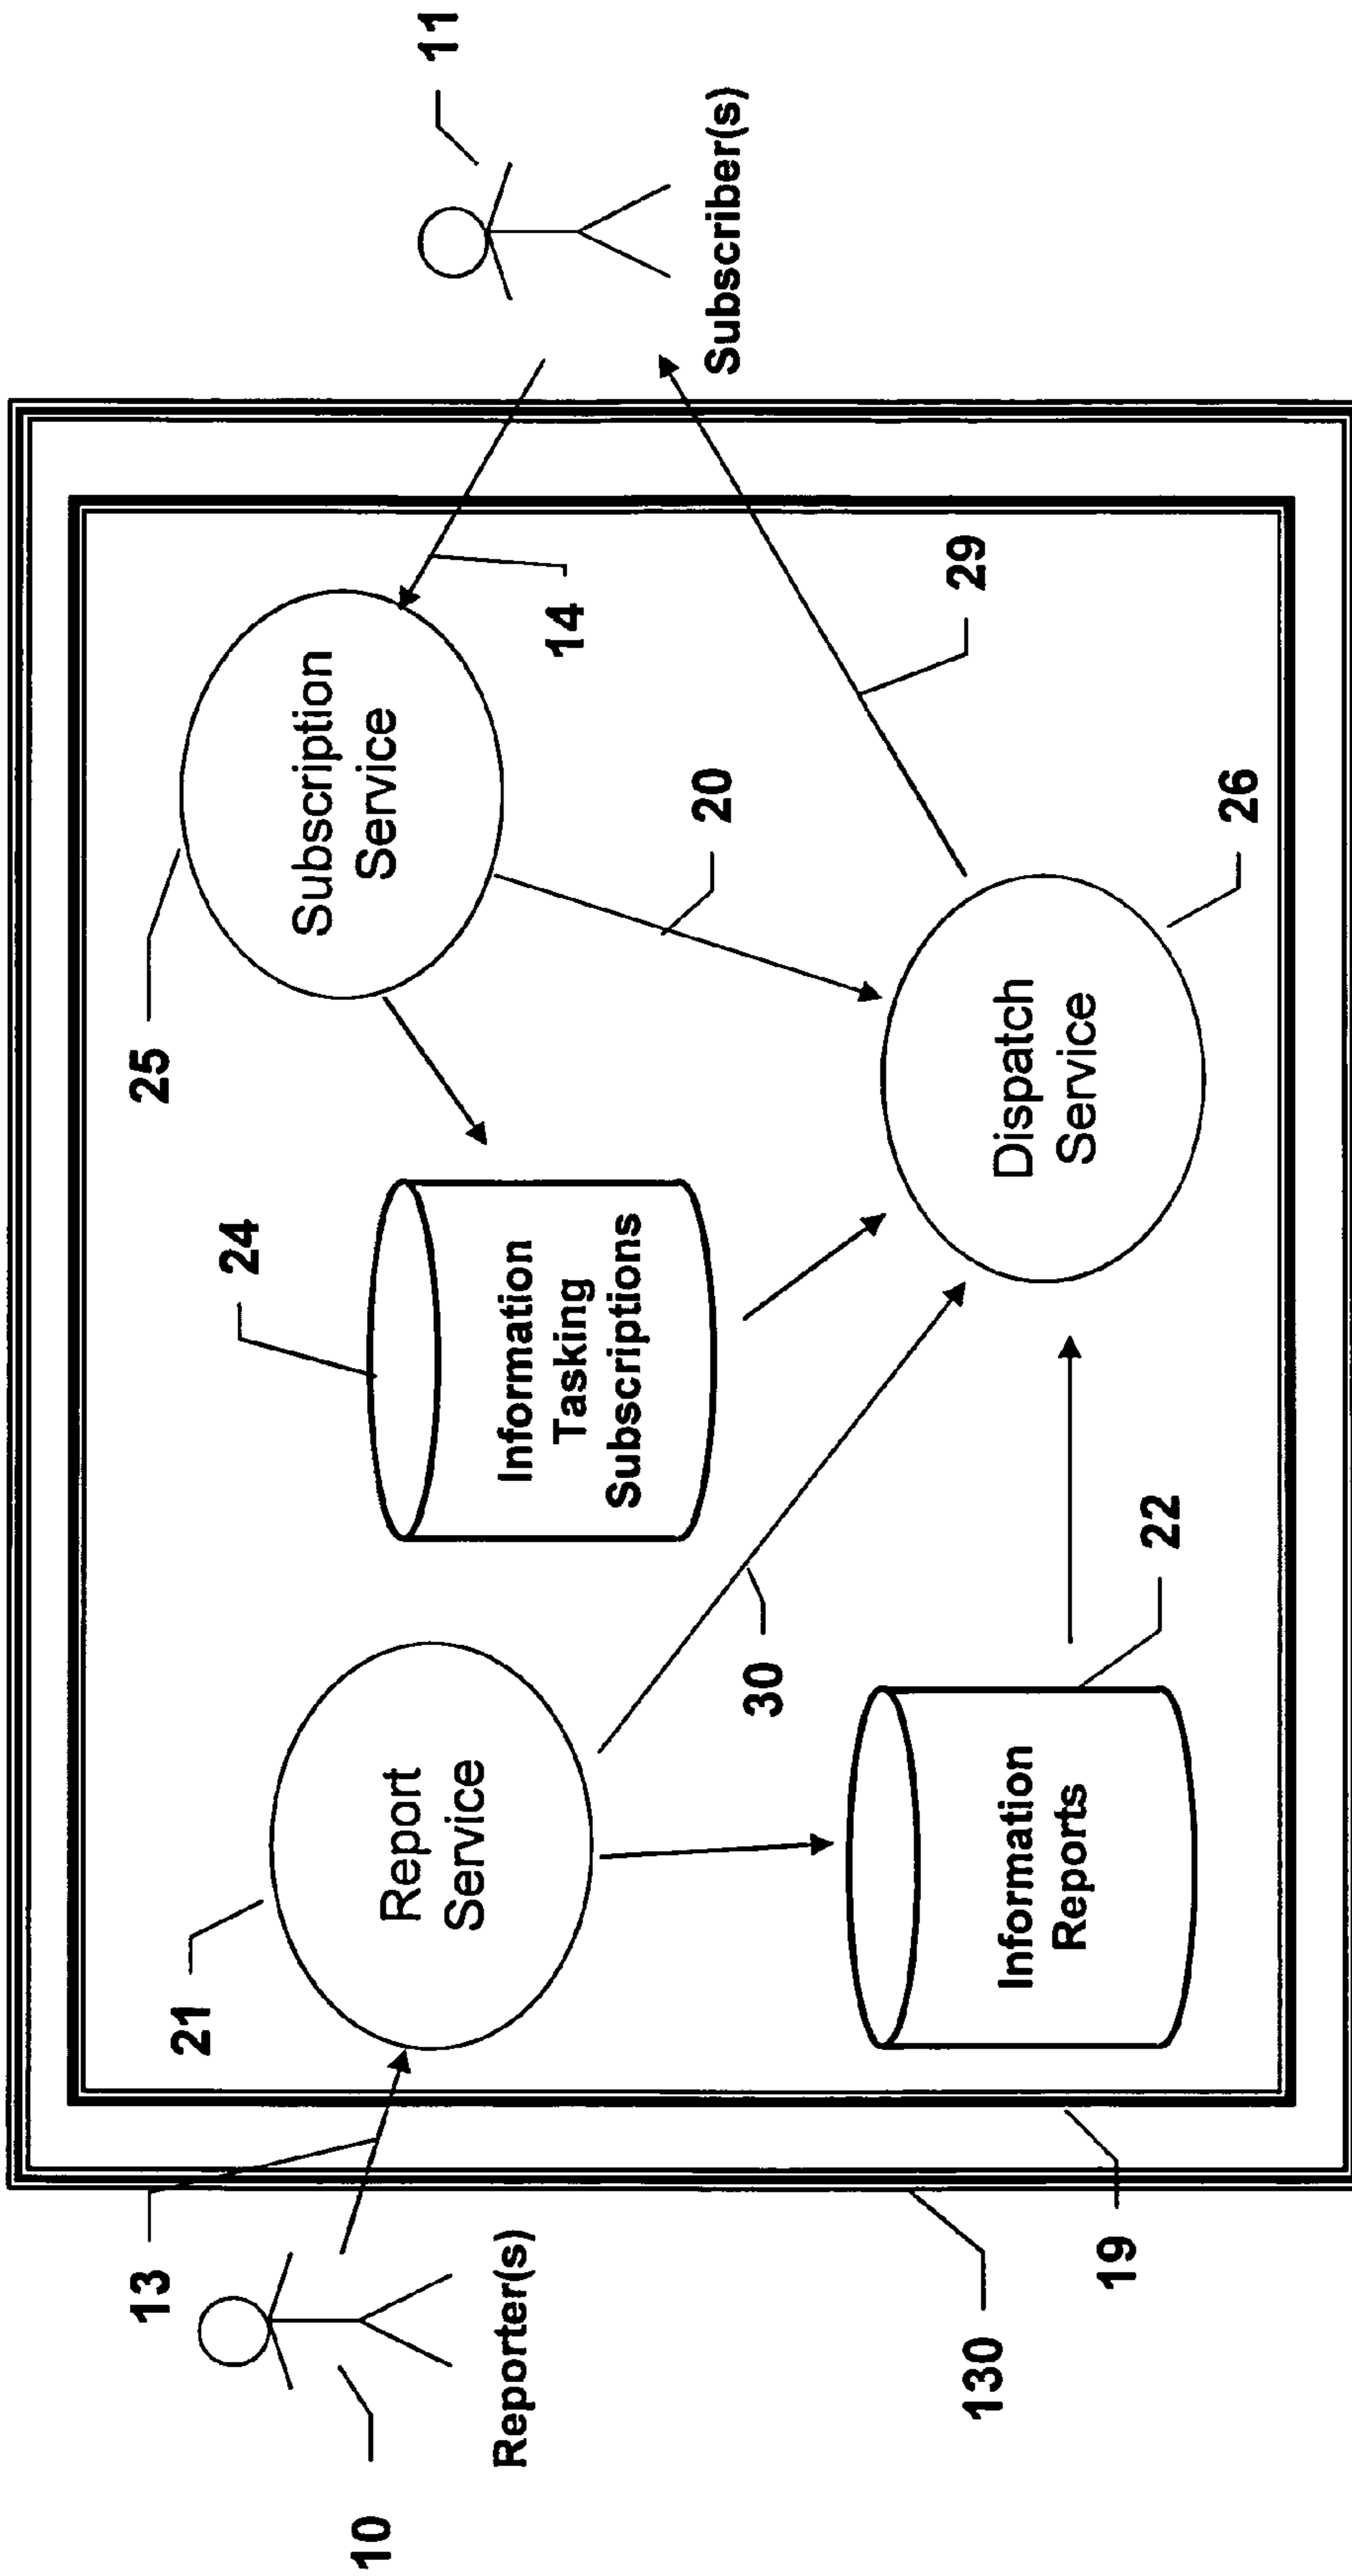 13
25
21
24
Subscription
Service
10
Report
Service
11
Reporter(s)
Information
Tasking
Subscriptions
14
20
Subscriber(s)
30
29
130
Information
Reports
Dispatch
Service
19
22
26